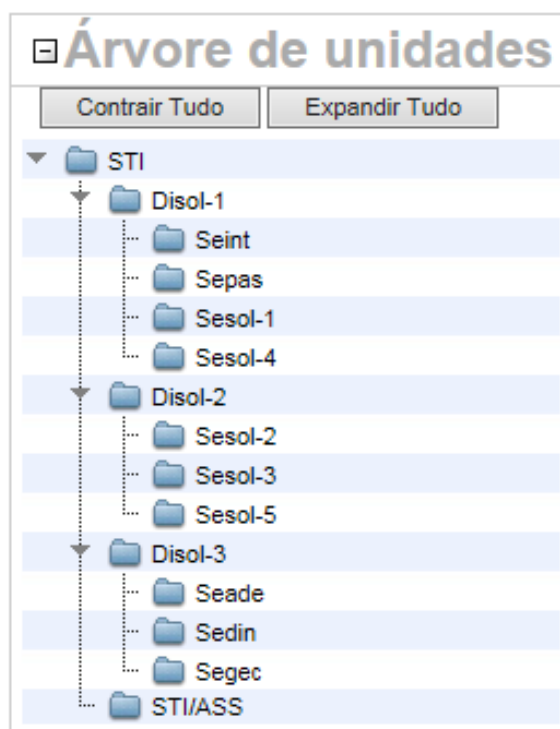 Árvore de unidades
Contrair Tudo Expandir Tudo
STI
Disol-1
Seint
Sepas
Sesol-1
Sesol-4
Disol-2
Sesol-2
Sesol-3
Sesol-5
Disol-3
Seade
Sedin
Segec
STI/ASS